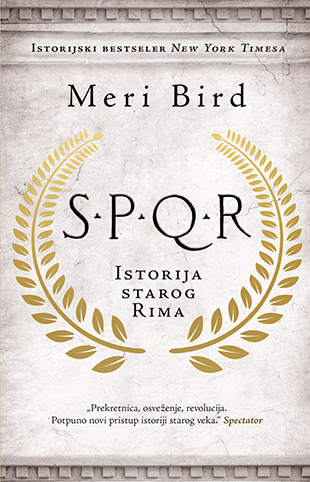 Istorijski bestseler New York Timesa
Meri Bird
S·P·Q·R
Istorija
starog
Rima
„Prekretnica, osveženje, revolucija.
Potpuno novi pristup istoriji starog veka.“ Spectator